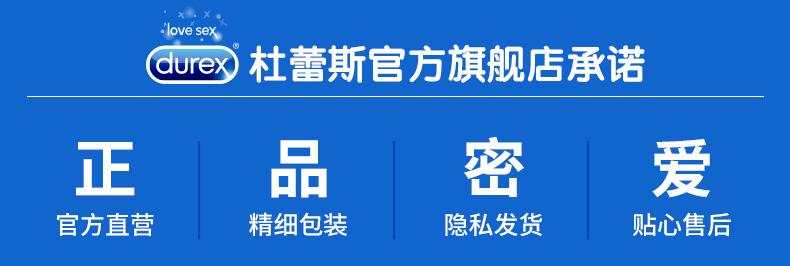 love sex
durex® 杜蕾斯官方旗舰店承诺
正 品 密 爱
官方直营 精细包装 隐私发货 贴心售后